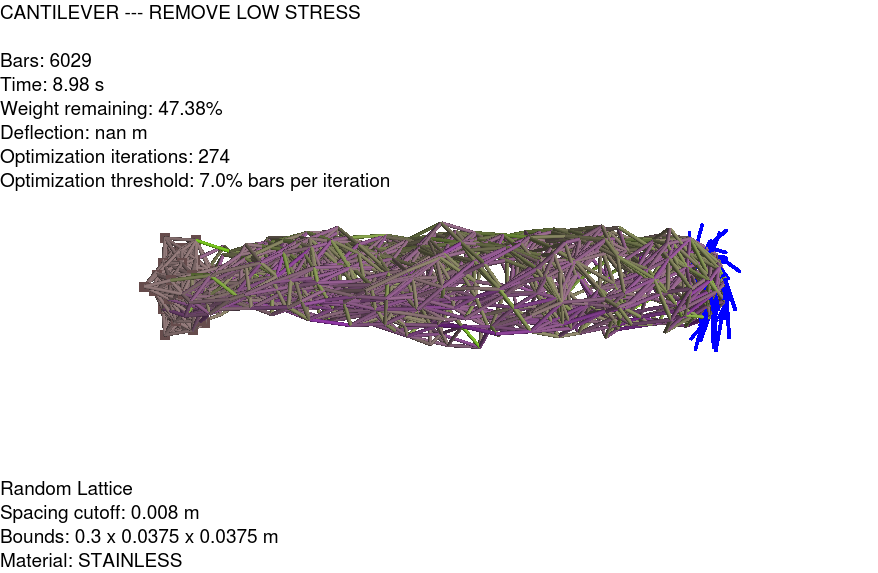 CANTILEVER --- REMOVE LOW STRESS
Bars: 6029
Time: 8.98 s
Weight remaining: 47.38%
Deflection: nan m
Optimization iterations: 274
Optimization threshold: 7.0% bars per iteration
Random Lattice
Spacing cutoff: 0.008 m
Bounds: 0.3 x 0.0375 x 0.0375 m
Material: STAINLESS